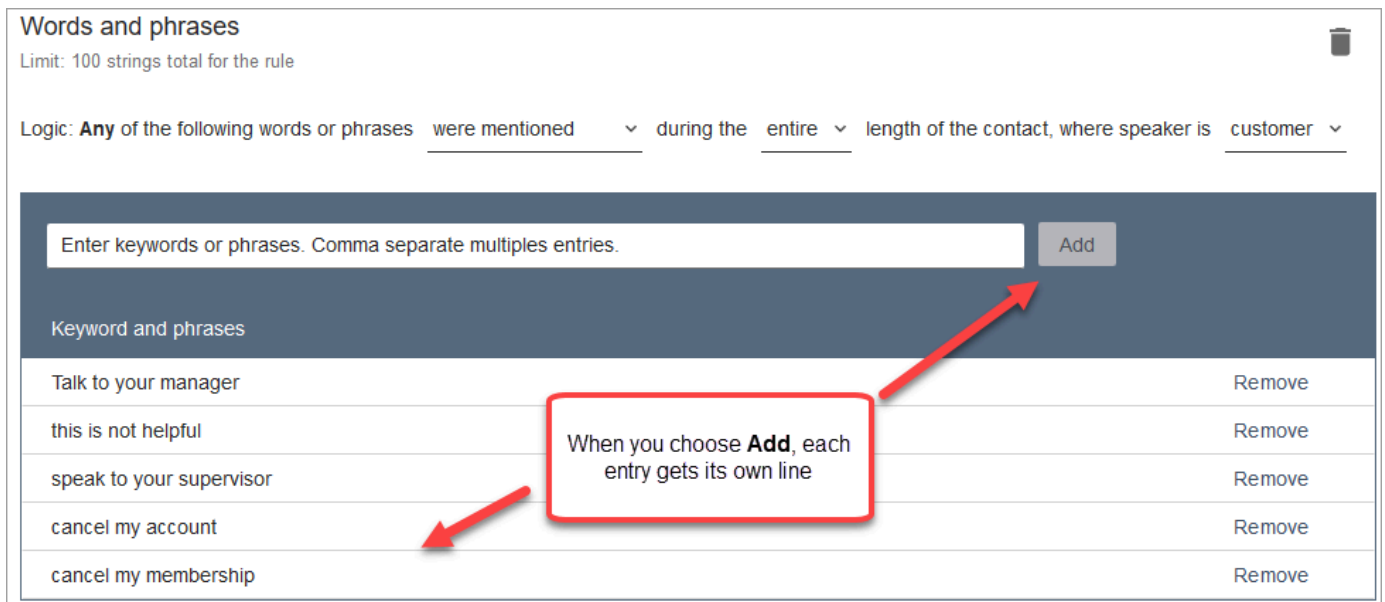 Words and phrases
Limit: 100 strings total for the rule
Logic: Any of the following words or phrases were mentioned during the entire length of the contact, where speaker is customer
Enter keywords or phrases. Comma separate multiples entries. Add
Keyword and phrases
Talk to your manager Remove
this is not helpful Remove
When you choose Add, each
entry gets its own line
speak to your supervisor Remove
cancel my account Remove
cancel my membership Remove